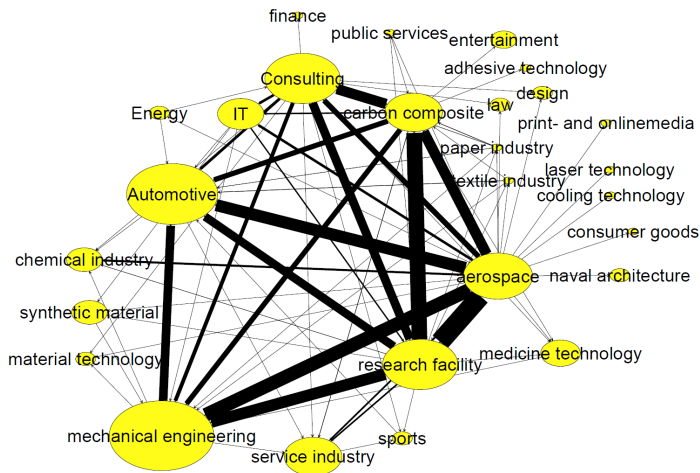 finance
public services
entertainment
adhesive technology
Consulting
design
carbon composite
law
Energy
IT
print- and onlinemedia
paper industry
laser technology
textile industry
Automotive
cooling technology
consumer goods
chemical industry
aerospace
naval architecture
synthetic material
material technology
research facility
medicine technology
mechanical engineering
sports
service industry